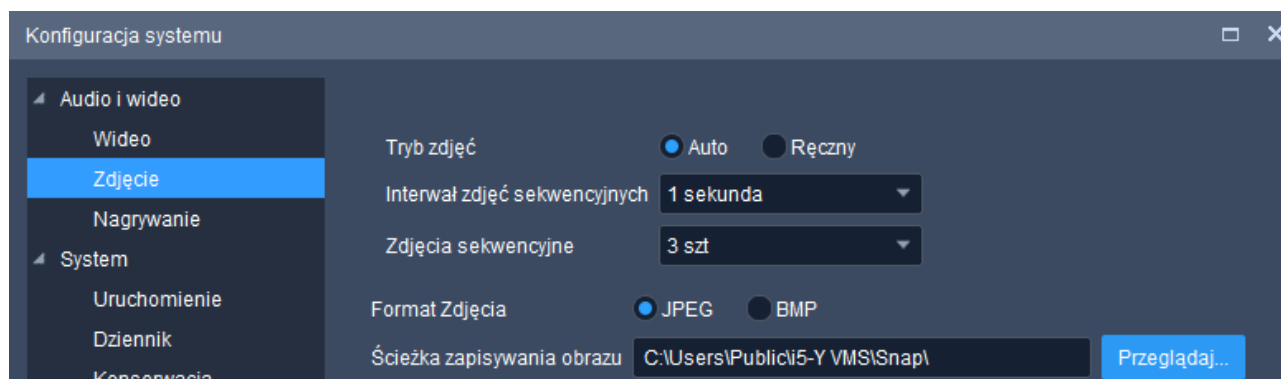 Konfiguracja systemu
Audio i wideo
Wideo
Zdjęcie
Nagrywanie
System
Uruchomienie
Dziennik
Konserwacja
Tryb zdjęć Auto Ręczny
Interwał zdjęć sekwencyjnych 1 sekunda
Zdjęcia sekwencyjne 3 szt
Format Zdjęcia JPEG BMP
Ścieżka zapisywania obrazu C:\Users\Public\i5-Y VMS\Snap\ Przeglądaj...